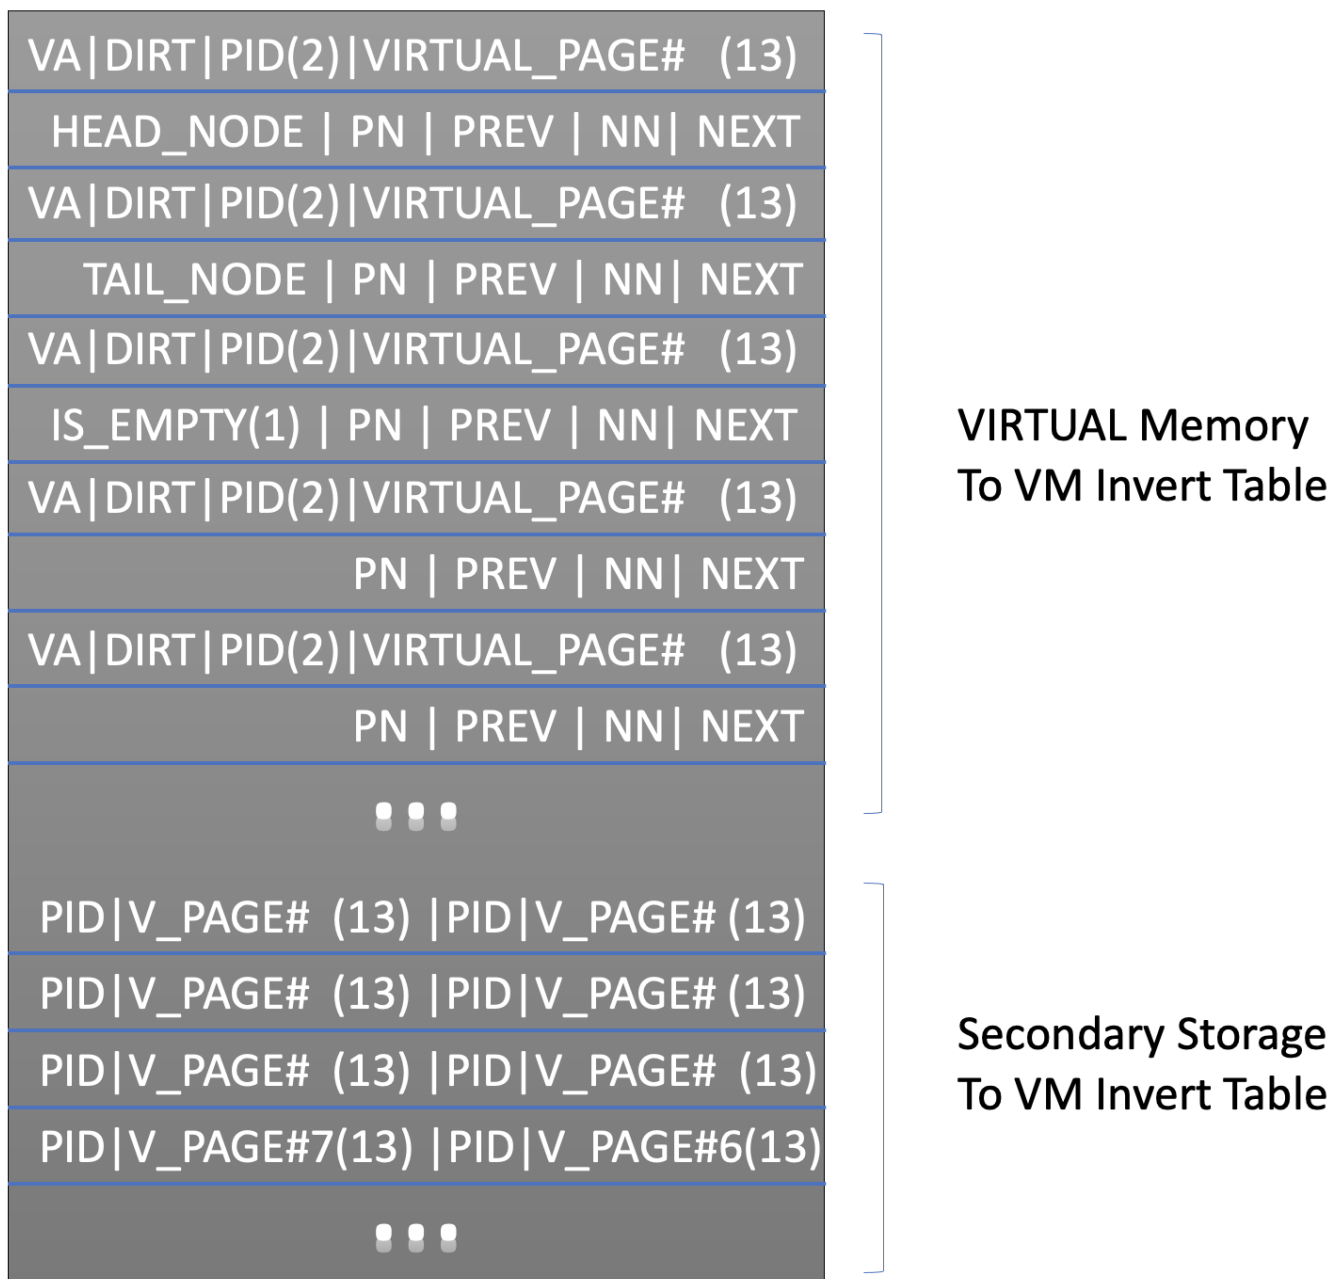 VA|DIRT|PID(2)|VIRTUAL_PAGE# (13)
HEAD_NODE | PN | PREV | NN| NEXT
VA|DIRT|PID(2)|VIRTUAL_PAGE# (13)
TAIL_NODE | PN | PREV | NN| NEXT
VA|DIRT|PID(2)|VIRTUAL_PAGE# (13)
IS_EMPTY(1) | PN | PREV | NN| NEXT
VA|DIRT|PID(2)|VIRTUAL_PAGE# (13)
PN | PREV | NN| NEXT
VA|DIRT|PID(2)|VIRTUAL_PAGE# (13)
PN | PREV | NN| NEXT
...
VIRTUAL Memory
To VM Invert Table
PID|V_PAGE# (13) |PID|V_PAGE# (13)
PID|V_PAGE# (13) |PID|V_PAGE# (13)
PID|V_PAGE# (13) |PID|V_PAGE# (13)
PID|V_PAGE#7(13) |PID|V_PAGE#6(13)
...
Secondary Storage
To VM Invert Table